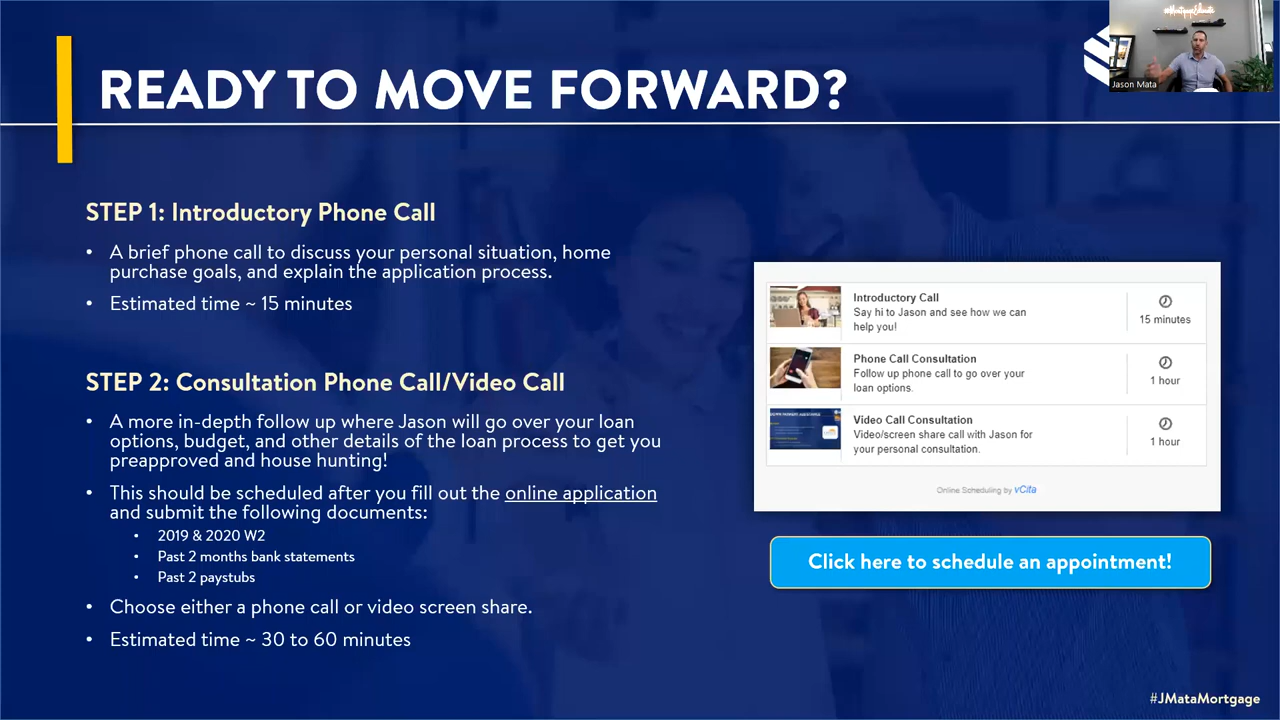 #MortgageEducate
Jason Mata
READY TO MOVE FORWARD?
STEP 1: Introductory Phone Call
• A brief phone call to discuss your personal situation, home
purchase goals, and explain the application process.
• Estimated time ~ 15 minutes
STEP 2: Consultation Phone Call/Video Call
• A more in-depth follow up where Jason will go over your loan
options, budget, and other details of the loan process to get you
preapproved and house hunting!
• This should be scheduled after you fill out the online application
and submit the following documents:
• 2019 & 2020 W2
• Past 2 months bank statements
• Past 2 paystubs
• Choose either a phone call or video screen share.
• Estimated time ~ 30 to 60 minutes
Introductory Call
Say hi to Jason and see how we can
help you!
15 minutes
Phone Call Consultation
Follow up phone call to go over your
loan options.
1 hour
Video Call Consultation
Video/screen share call with Jason for
your personal consultation.
1 hour
Online Scheduling by vCita
Click here to schedule an appointment!
#JMataMortgage